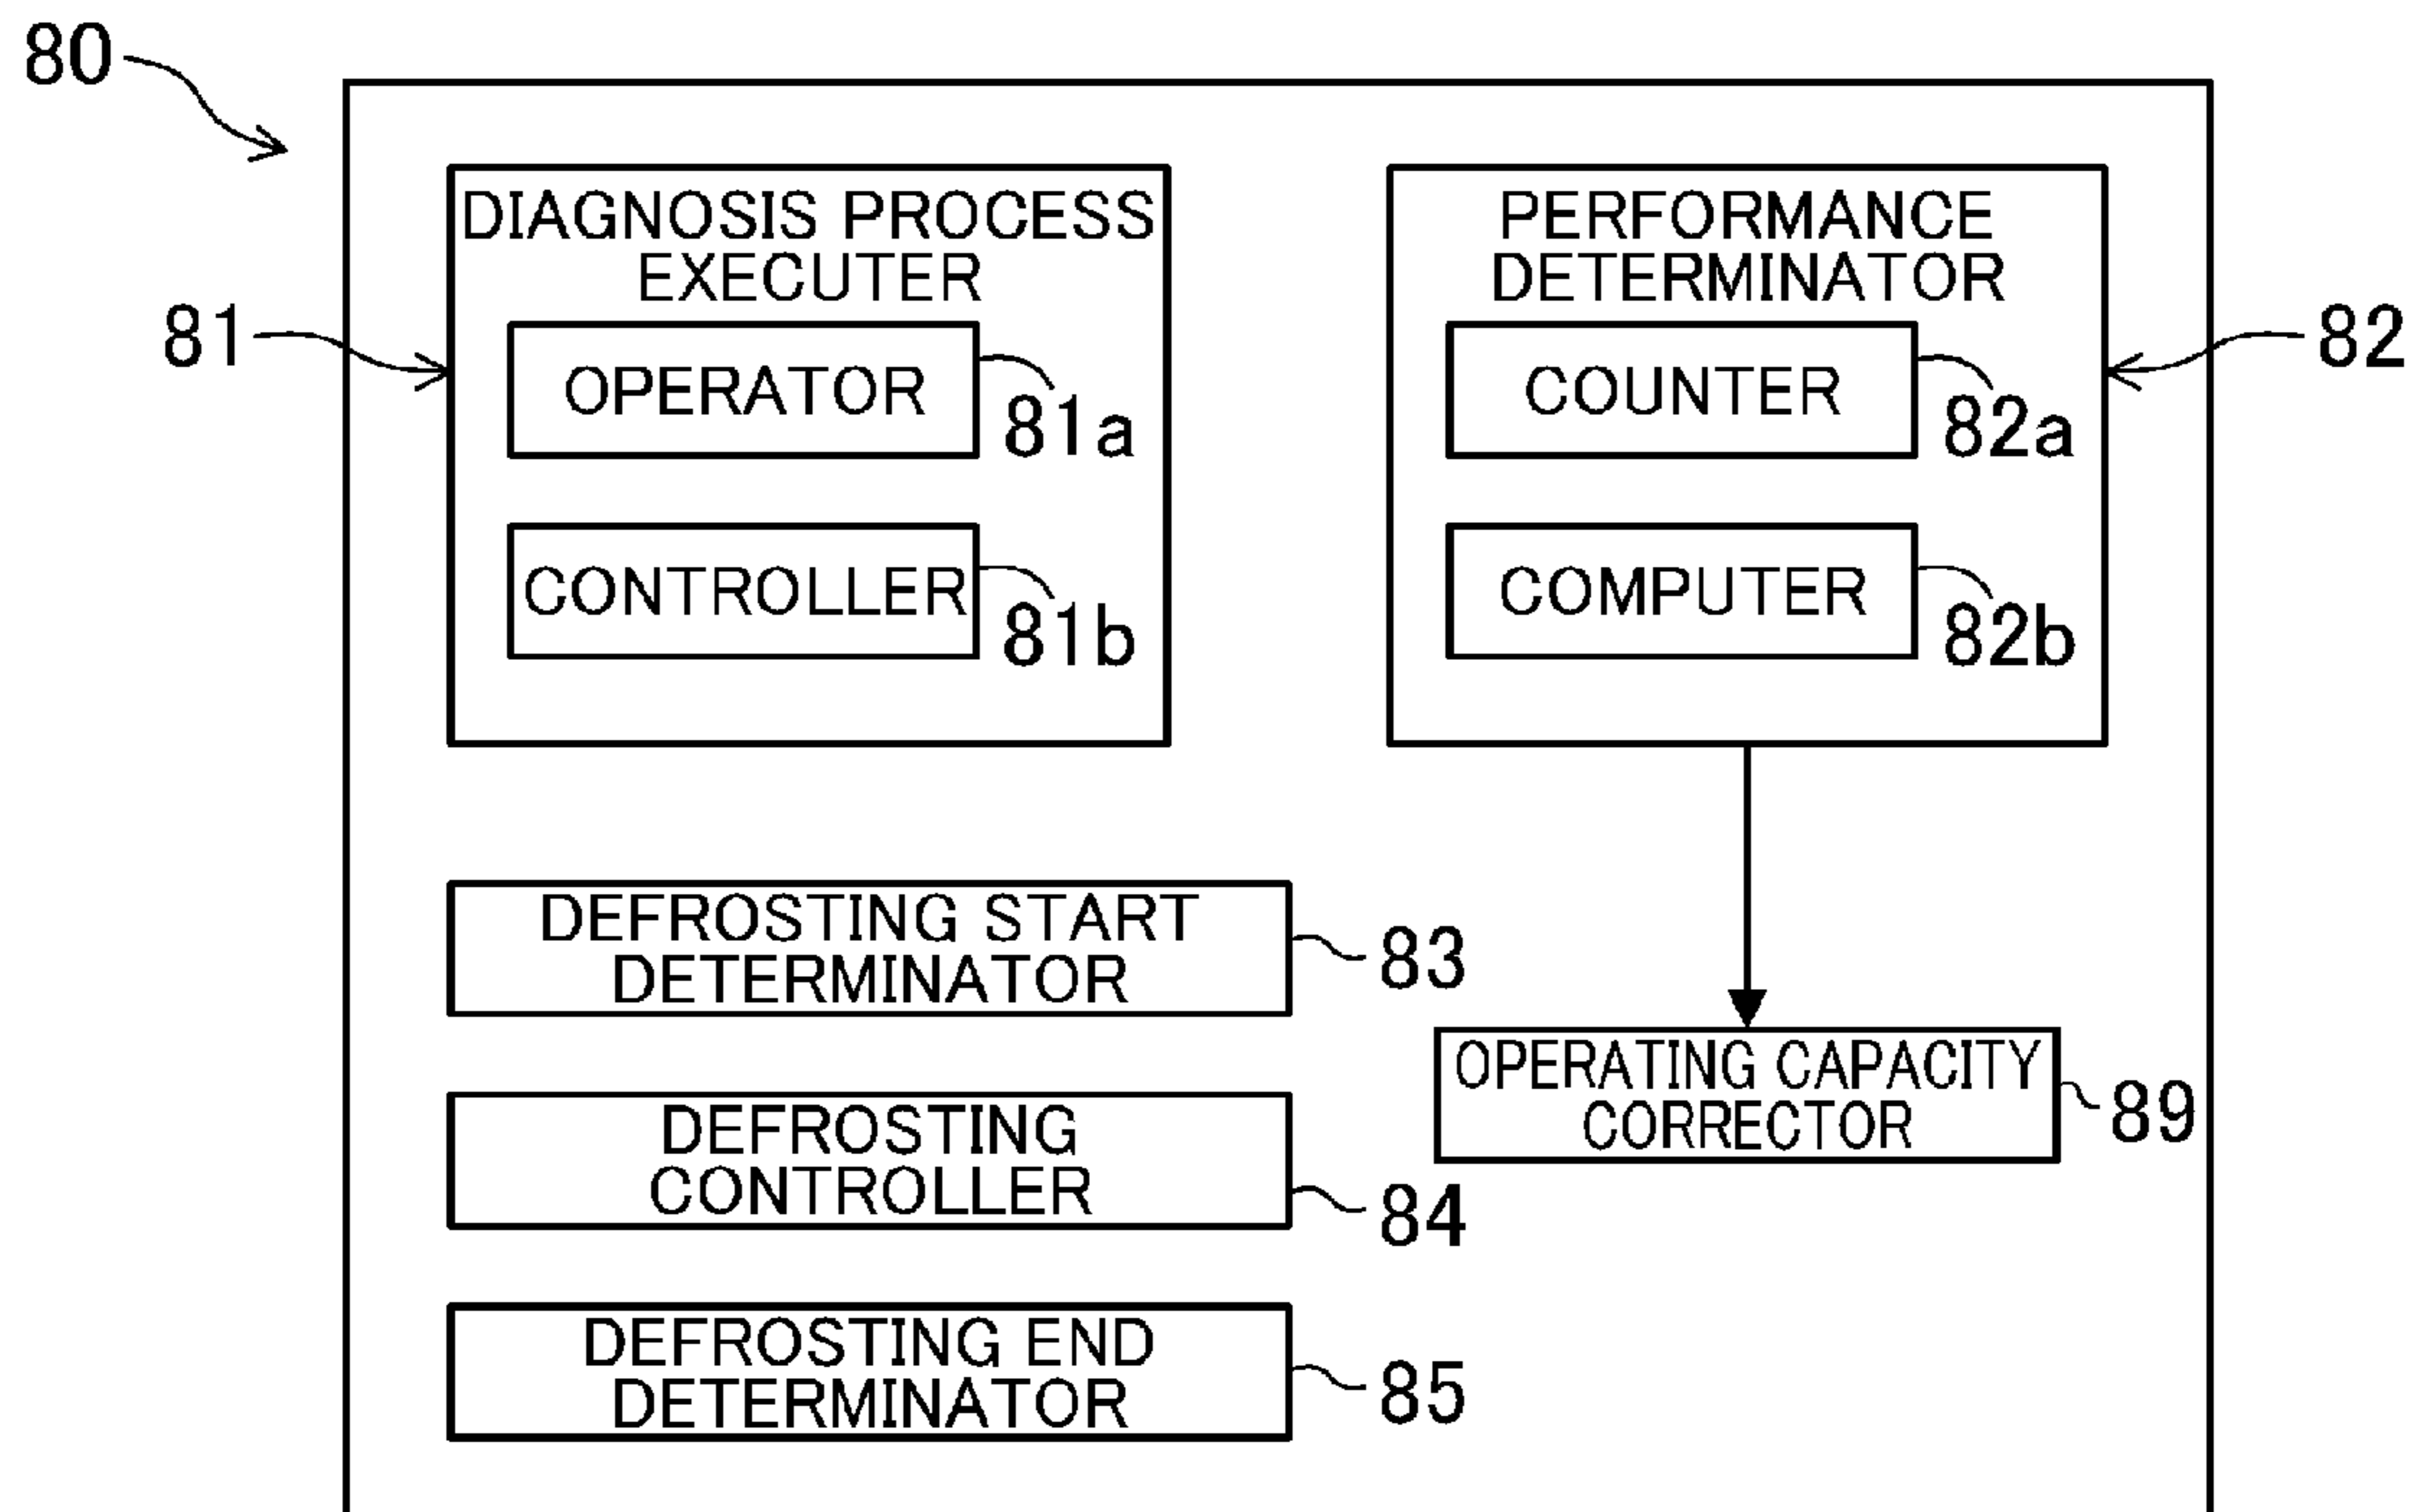 80
DIAGNOSIS PROCESS
EXECUTER
81
OPERATOR
81a
CONTROLLER
81b
PERFORMANCE
DETERMINATOR
82
COUNTER
82a
COMPUTER
82b
DEFROSTING START
DETERMINATOR
83
OPERATING CAPACITY
CORRECTOR
89
DEFROSTING
CONTROLLER
84
DEFROSTING END
DETERMINATOR
85